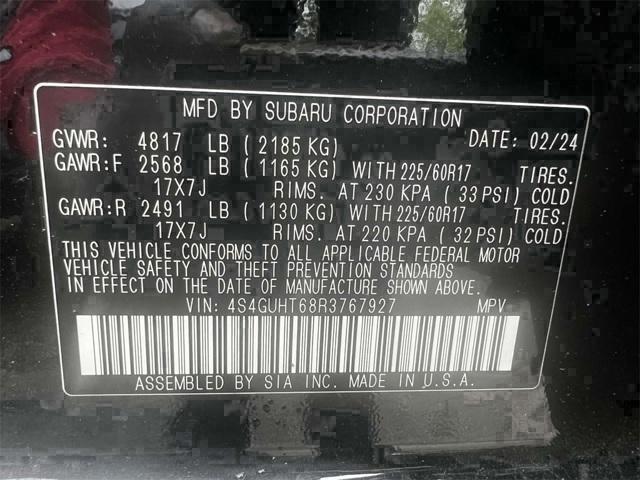 MFD BY SUBARU CORPORATION
GVWR: 4817 LB (2185 KG) DATE: 02/24
GAWR:F 2568 LB (1165 KG) WITH 225/60R17 TIRES.
17X7J RIMS. AT 230 KPA (33 PSI) COLD
GAWR:R 2491 LB (1130 KG) WITH 225/60R17 TIRES.
17X7J RIMS. AT 220 KPA (32 PSI) COLD
THIS VEHICLE CONFORMS TO ALL APPLICABLE FEDERAL MOTOR
VEHICLE SAFETY AND THEFT PREVENTION STANDARDS
IN EFFECT ON THE DATE OF MANUFACTURE SHOWN ABOVE.
VIN: 4S4GUHT68R3767927 MPV
ASSEMBLED BY SIA INC. MADE IN U.S.A.